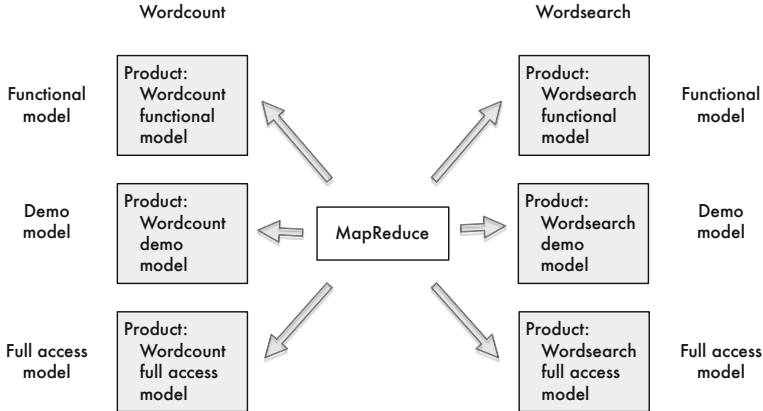 Wordcount
Wordsearch
Functional
model
Product:
Wordcount
functional
model
Product:
Wordsearch
functional
model
Functional
model
Demo
model
Product:
Wordcount
demo
model
MapReduce
Product:
Wordsearch
demo
model
Demo
model
Full access
model
Product:
Wordcount
full access
model
Product:
Wordsearch
full access
model
Full access
model